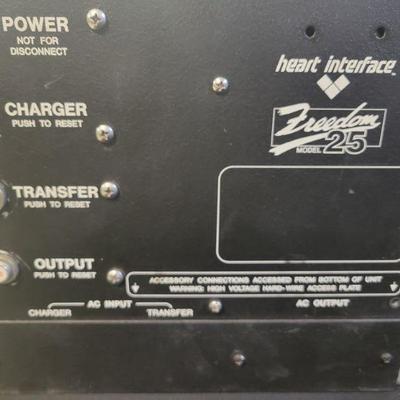 POWER
NOT FOR
DISCONNECT
heart interface™
CHARGER
PUSH TO RESET
Freedom
MODEL 25
TRANSFER
PUSH TO RESET
OUTPUT
PUSH TO RESET
ACCESSORY CONNECTIONS ACCESSED FROM BOTTOM OF UNIT
WARNING: HIGH VOLTAGE HARD-WIRE ACCESS PLATE
AC INPUT
AC OUTPUT
CHARGER TRANSFER